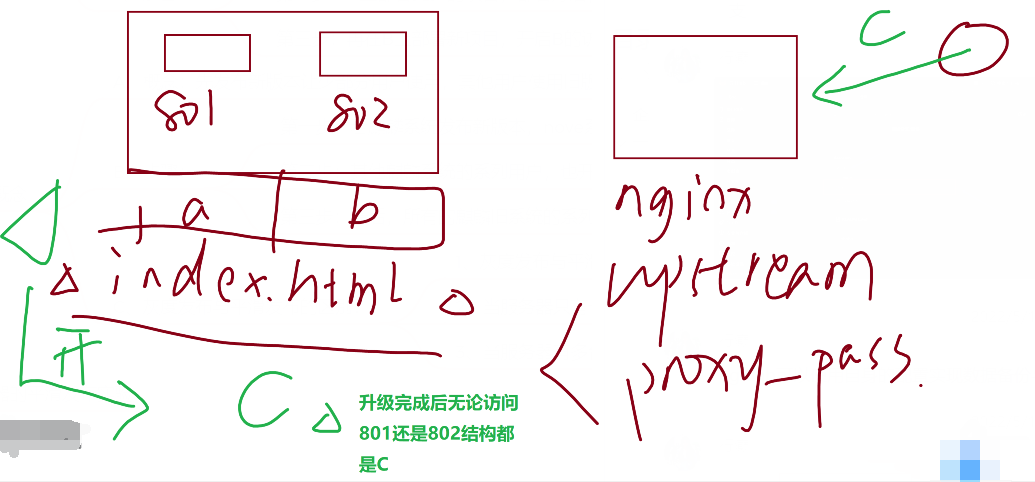 801 802
a b
index.html
升
C
升级完成后无论访问
801还是802结构都
是C
C
nginx
upstream
proxy_pass.